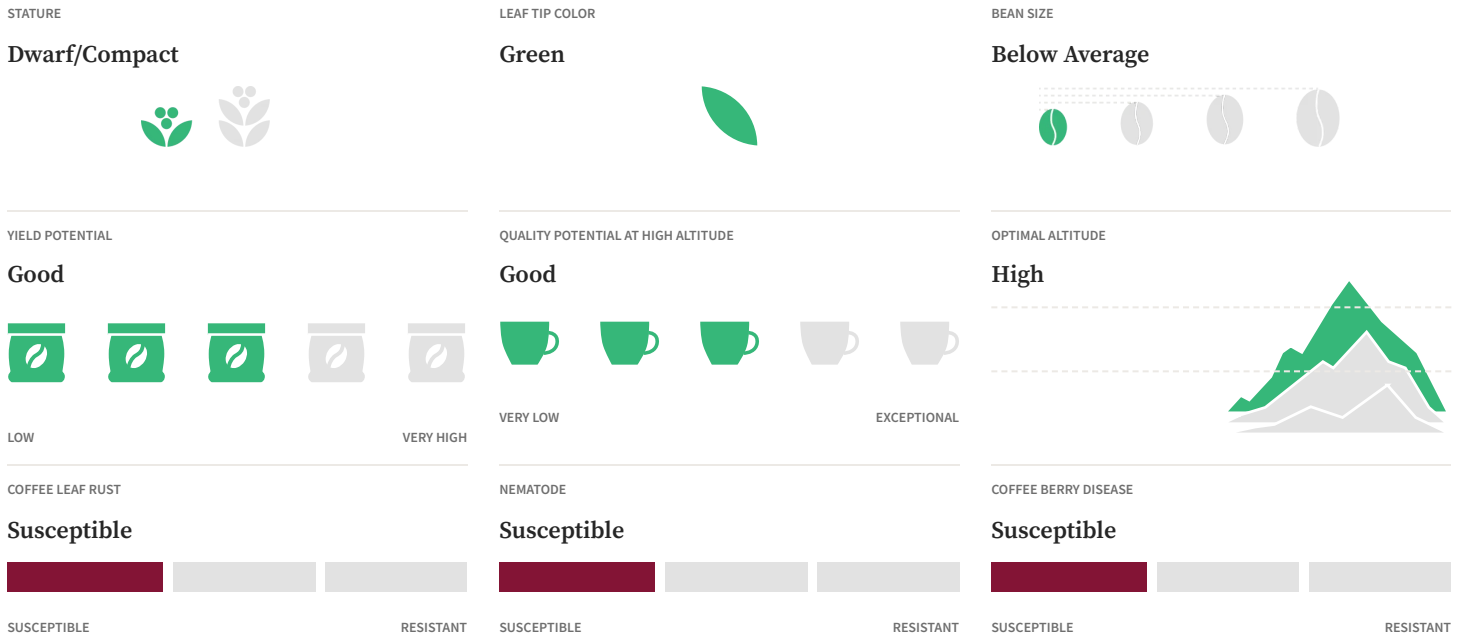 STATURE
Dwarf/Compact
LEAF TIP COLOR
Green
BEAN SIZE
Below Average
YIELD POTENTIAL
Good
LOW
VERY HIGH
QUALITY POTENTIAL AT HIGH ALTITUDE
Good
VERY LOW
EXCEPTIONAL
OPTIMAL ALTITUDE
High
COFFEE LEAF RUST
Susceptible
SUSCEPTIBLE
RESISTANT
NEMATODE
Susceptible
SUSCEPTIBLE
RESISTANT
COFFEE BERRY DISEASE
Susceptible
SUSCEPTIBLE
RESISTANT